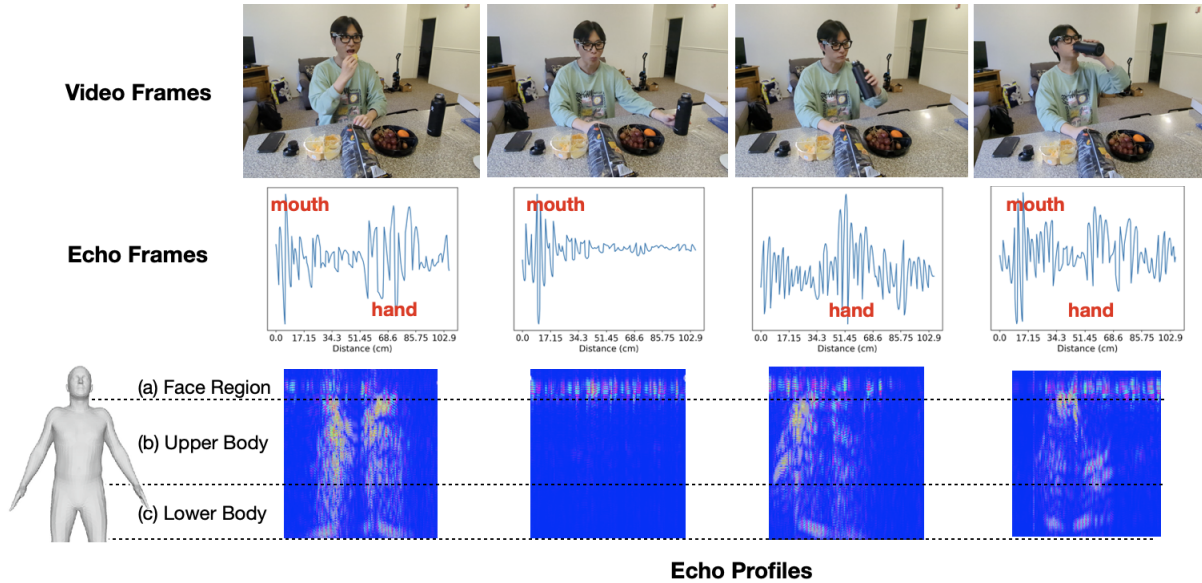 Video Frames
Echo Frames
mouth
hand
0.0 17.15 34.3 51.45 68.6 85.75 102.9
Distance (cm)
mouth
0.0 17.15 34.3 51.45 68.6 85.75 102.9
Distance (cm)
hand
0.0 17.15 34.3 51.45 68.6 85.75 102.9
Distance (cm)
mouth
hand
0.0 17.15 34.3 51.45 68.6 85.75 102.9
Distance (cm)
(a) Face Region
(b) Upper Body
(c) Lower Body
Echo Profiles